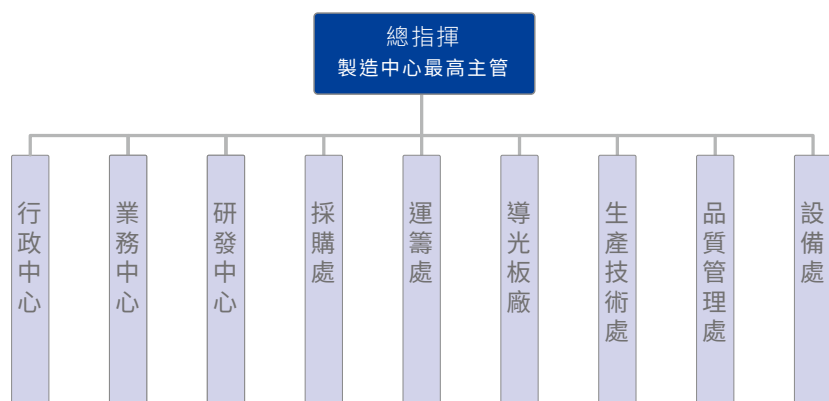 總指揮
製造中心最高主管
行政中心
業務中心
研發中心
採購處
運籌處
導光板廠
生產技術處
品質管理處
設備處